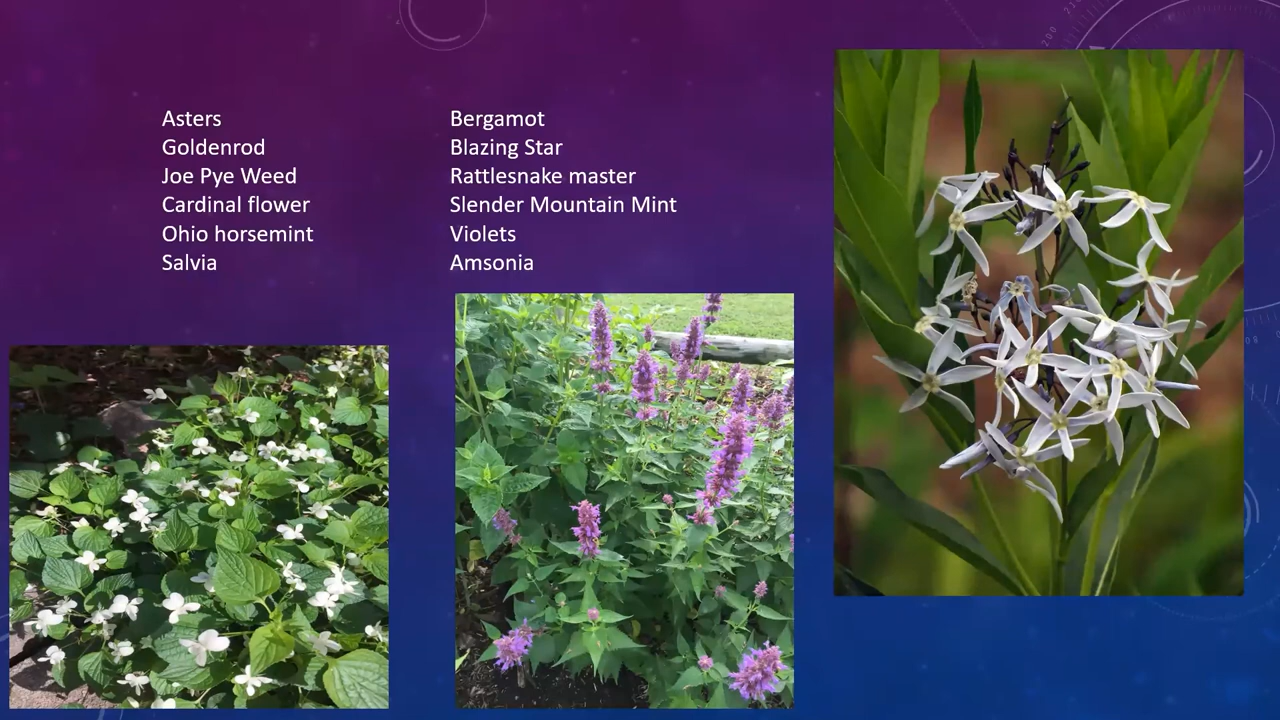 Asters
Goldenrod
Joe Pye Weed
Cardinal flower
Ohio horsemint
Salvia
Bergamot
Blazing Star
Rattlesnake master
Slender Mountain Mint
Violets
Amsonia
200